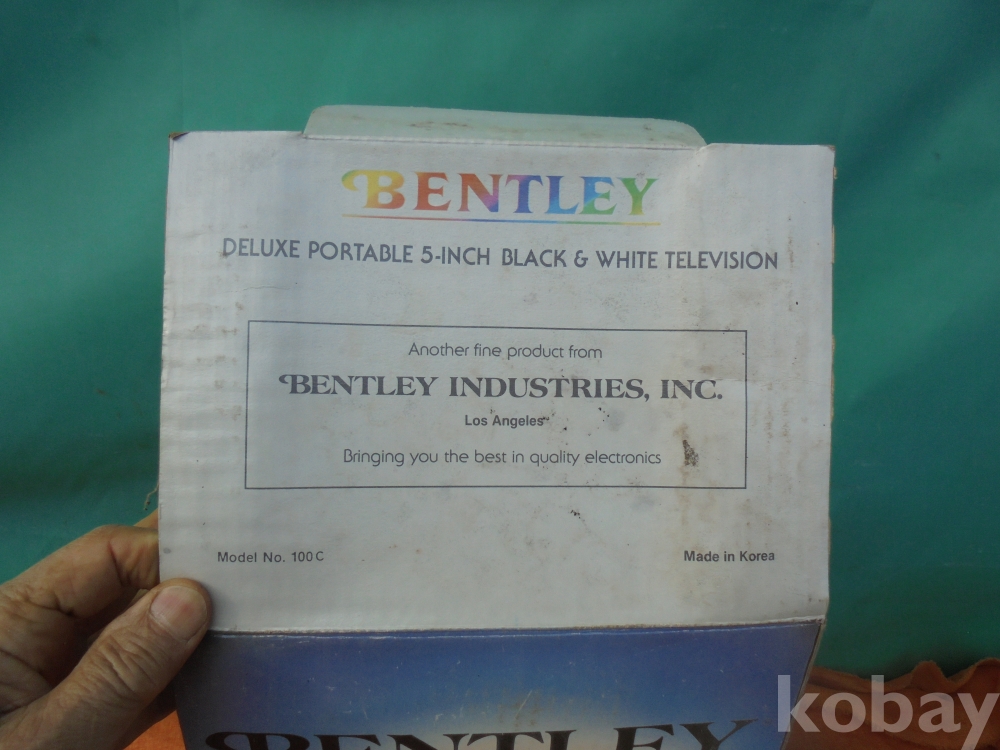 BENTLEY
DELUXE PORTABLE 5-INCH BLACK & WHITE TELEVISION
Another fine product from
BENTLEY INDUSTRIES, INC.
Los Angeles
Bringing you the best in quality electronics
Model No. 100C
Made in Korea
BENTLEY
kobay